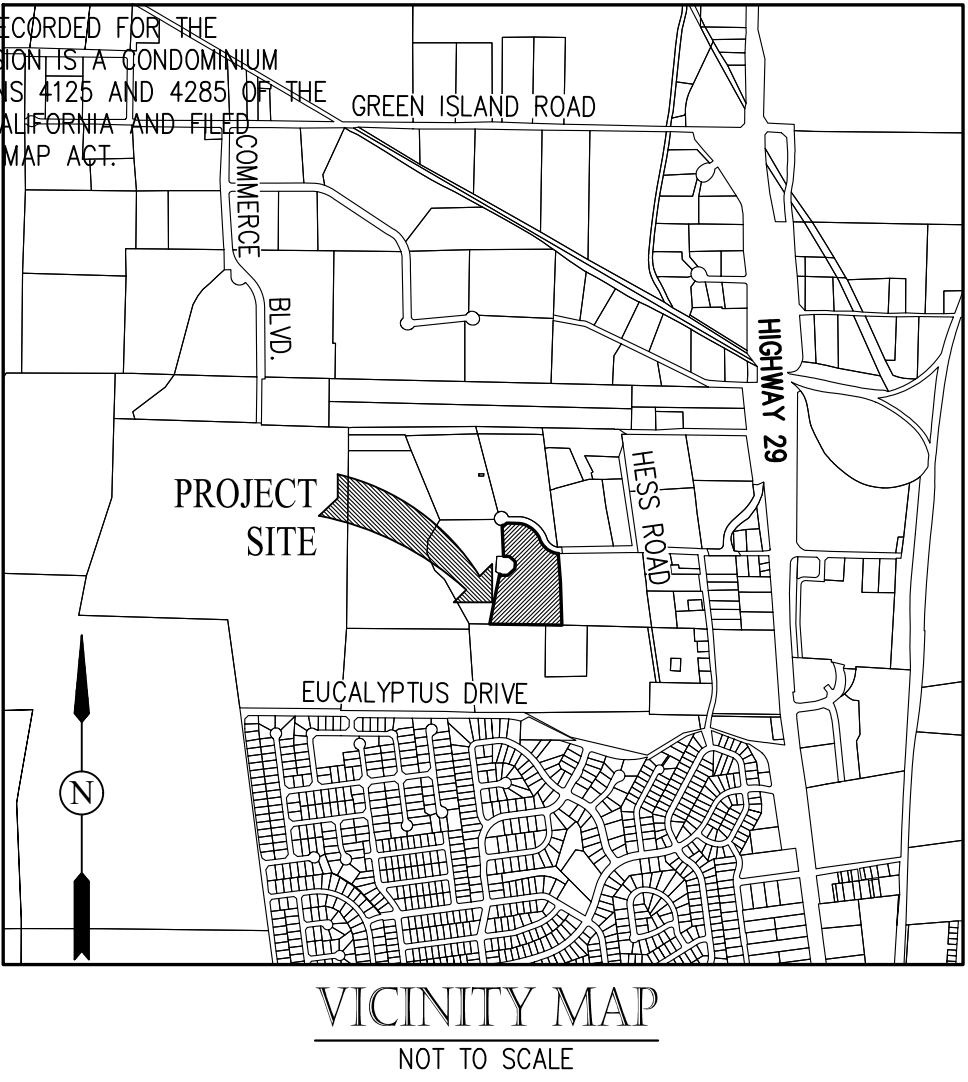 ECORDED FOR THE
SION IS A CONDOMINIUM
NS 4125 AND 4285 OF THE
ALIFORNIA AND FILED
MAP ACT.
GREEN ISLAND ROAD
COMMERCE
BLVD.
HIGHWAY 29
HESS ROAD
PROJECT
SITE
EUCALYPTUS DRIVE
N
VICINITY MAP
NOT TO SCALE